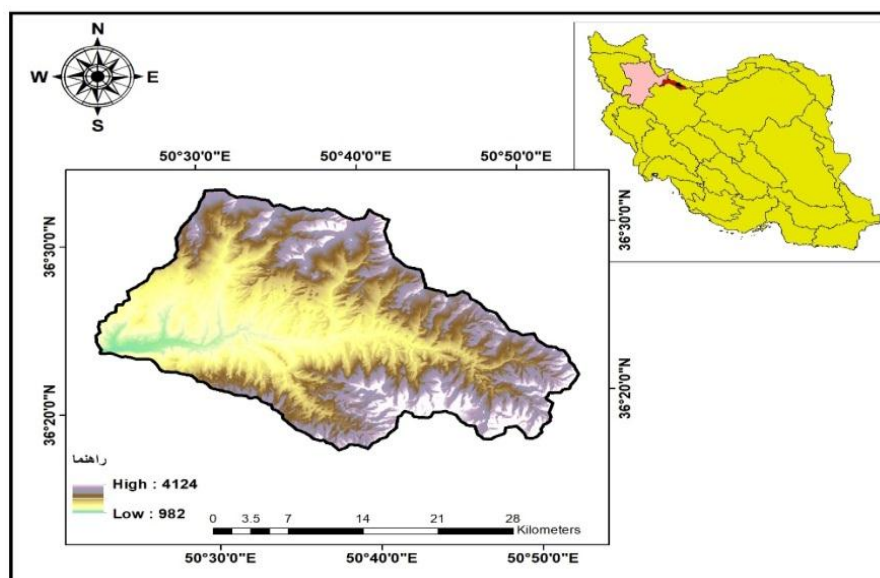 N
W E
S
50°30'0"E 50°40'0"E 50°50'0"E
36°30'0"N 36°30'0"N
36°20'0"N 36°20'0"N
راهنما
High : 4124
Low : 982
0 3.5 7 14 21 28
Kilometers
50°30'0"E 50°40'0"E 50°50'0"E